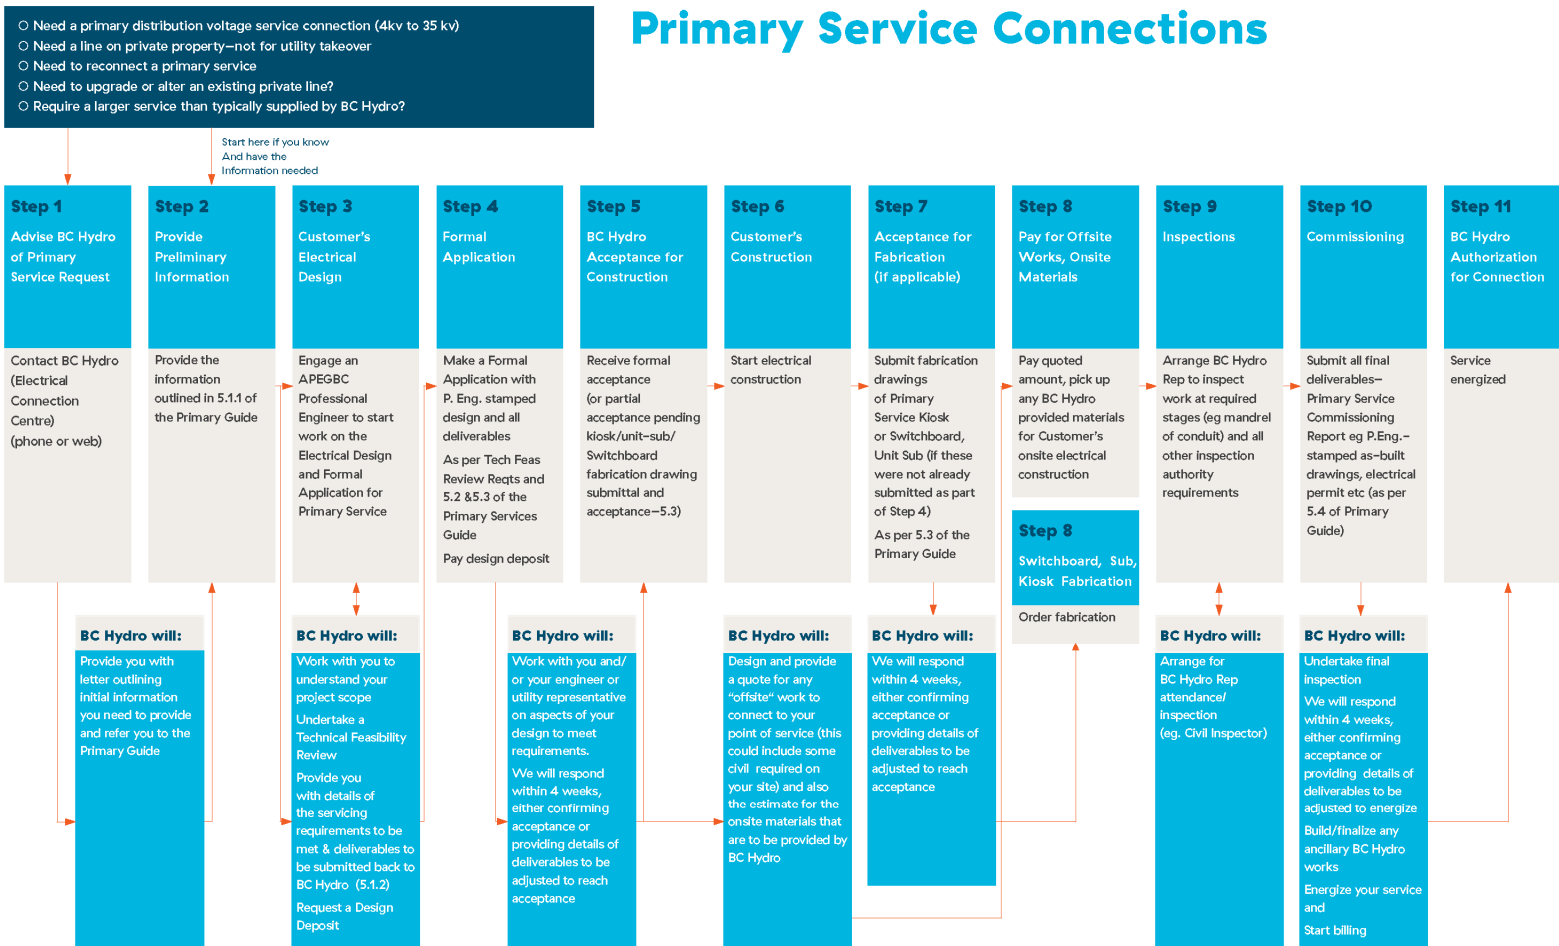 Primary Service Connections
○ Need a primary distribution voltage service connection (4kv to 35 kv)
○ Need a line on private property—not for utility takeover
○ Need to reconnect a primary service
○ Need to upgrade or alter an existing private line?
○ Require a larger service than typically supplied by BC Hydro?
Start here if you know
And have the
Information needed
Step 1
Advise BC Hydro
of Primary
Service Request
Contact BC Hydro
(Electrical
Connection
Centre)
(phone or web)
BC Hydro will:
Provide you with
letter outlining
initial information
you need to provide
and refer you to the
Primary Guide
Step 2
Provide
Preliminary
Information
Provide the
information
outlined in 5.1.1 of
the Primary Guide
Step 3
Customer's
Electrical
Design
Engage an
APEGBC
Professional
Engineer to start
work on the
Electrical Design
and Formal
Application for
Primary Service
BC Hydro will:
Work with you to
understand your
project scope
Undertake a
Technical Feasibility
Review
Provide you
with details of
the servicing
requirements to be
met & deliverables to
be submitted back to
BC Hydro (5.1.2)
Request a Design
Deposit
Step 4
Formal
Application
Make a Formal
Application with
P. Eng. stamped
design and all
deliverables
As per Tech Feas
Review Reqts and
5.2 &5.3 of the
Primary Services
Guide
Pay design deposit
BC Hydro will:
Work with you and/
or your engineer or
utility representative
on aspects of your
design to meet
requirements.
We will respond
within 4 weeks,
either confirming
acceptance or
providing details of
deliverables to be
adjusted to reach
acceptance
Step 5
BC Hydro
Acceptance for
Construction
Receive formal
acceptance
(or partial
acceptance pending
kiosk/unit-sub/
Switchboard
fabrication drawing
submittal and
acceptance—5.3)
Step 6
Customer's
Construction
Start electrical
construction
BC Hydro will:
Design and provide
a quote for any
"offsite" work to
connect to your
point of service (this
could include some
civil required on
your site) and also
the estimate for the
onsite materials that
are to be provided by
BC Hydro
Step 7
Acceptance for
Fabrication
(if applicable)
Submit fabrication
drawings
of Primary
Service Kiosk
or Switchboard,
Unit Sub (if these
were not already
submitted as part
of Step 4)
As per 5.3 of the
Primary Guide
BC Hydro will:
We will respond
within 4 weeks,
either confirming
acceptance or
providing details of
deliverables to be
adjusted to reach
acceptance
Step 8
Pay for Offsite
Works, Onsite
Materials
Pay quoted
amount, pick up
any BC Hydro
provided materials
for Customer's
onsite electrical
construction
Step 8
Switchboard, Sub,
Kiosk Fabrication
Order fabrication
Step 9
Inspections
Arrange BC Hydro
Rep to inspect
work at required
stages (eg mandrel
of conduit) and all
other inspection
authority
requirements
BC Hydro will:
Arrange for
BC Hydro Rep
attendance/
inspection
(eg. Civil Inspector)
Step 10
Commissioning
Submit all final
deliverables—
Primary Service
Commissioning
Report eg P.Eng.-
stamped as-built
drawings, electrical
permit etc (as per
5.4 of Primary
Guide)
BC Hydro will:
Undertake final
inspection
We will respond
within 4 weeks,
either confirming
acceptance or
providing details of
deliverables to be
adjusted to energize
Build/finalize any
ancillary BC Hydro
works
Energize your service
and
Start billing
Step 11
BC Hydro
Authorization
for Connection
Service
energized